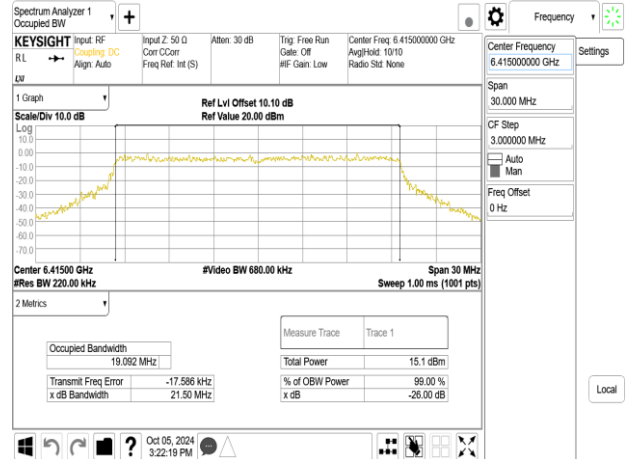 Spectrum Analyzer 1
Occupied BW
Frequency
KEYSIGHT
RL
LW
Input: RF
Coupling: DC
Align: Auto
Input Z: 50 Ω
Corr CCorr
Freq Ref: Int (S)
Atten: 30 dB
Trig: Free Run
Gate: Off
#IF Gain: Low
Center Freq: 6.415000000 GHz
Avg|Hold: 10/10
Radio Std: None
Center Frequency
6.415000000 GHz
Settings
Span
30.000 MHz
CF Step
3.000000 MHz
Auto
Man
Freq Offset
0 Hz
Local
1 Graph
Scale/Div 10.0 dB
Ref Lvl Offset 10.10 dB
Ref Value 20.00 dBm
Log
10.0
0.00
-10.0
-20.0
-30.0
-40.0
-50.0
-60.0
-70.0
Center 6.41500 GHz
#Video BW 680.00 kHz
Span 30 MHz
#Res BW 220.00 kHz
Sweep 1.00 ms (1001 pts)
2 Metrics
Measure Trace
Trace 1
Occupied Bandwidth
19.092 MHz
Total Power
15.1 dBm
Transmit Freq Error
-17.586 kHz
% of OBW Power
99.00 %
x dB Bandwidth
21.50 MHz
x dB
-26.00 dB
?
Oct 05, 2024
3:22:19 PM